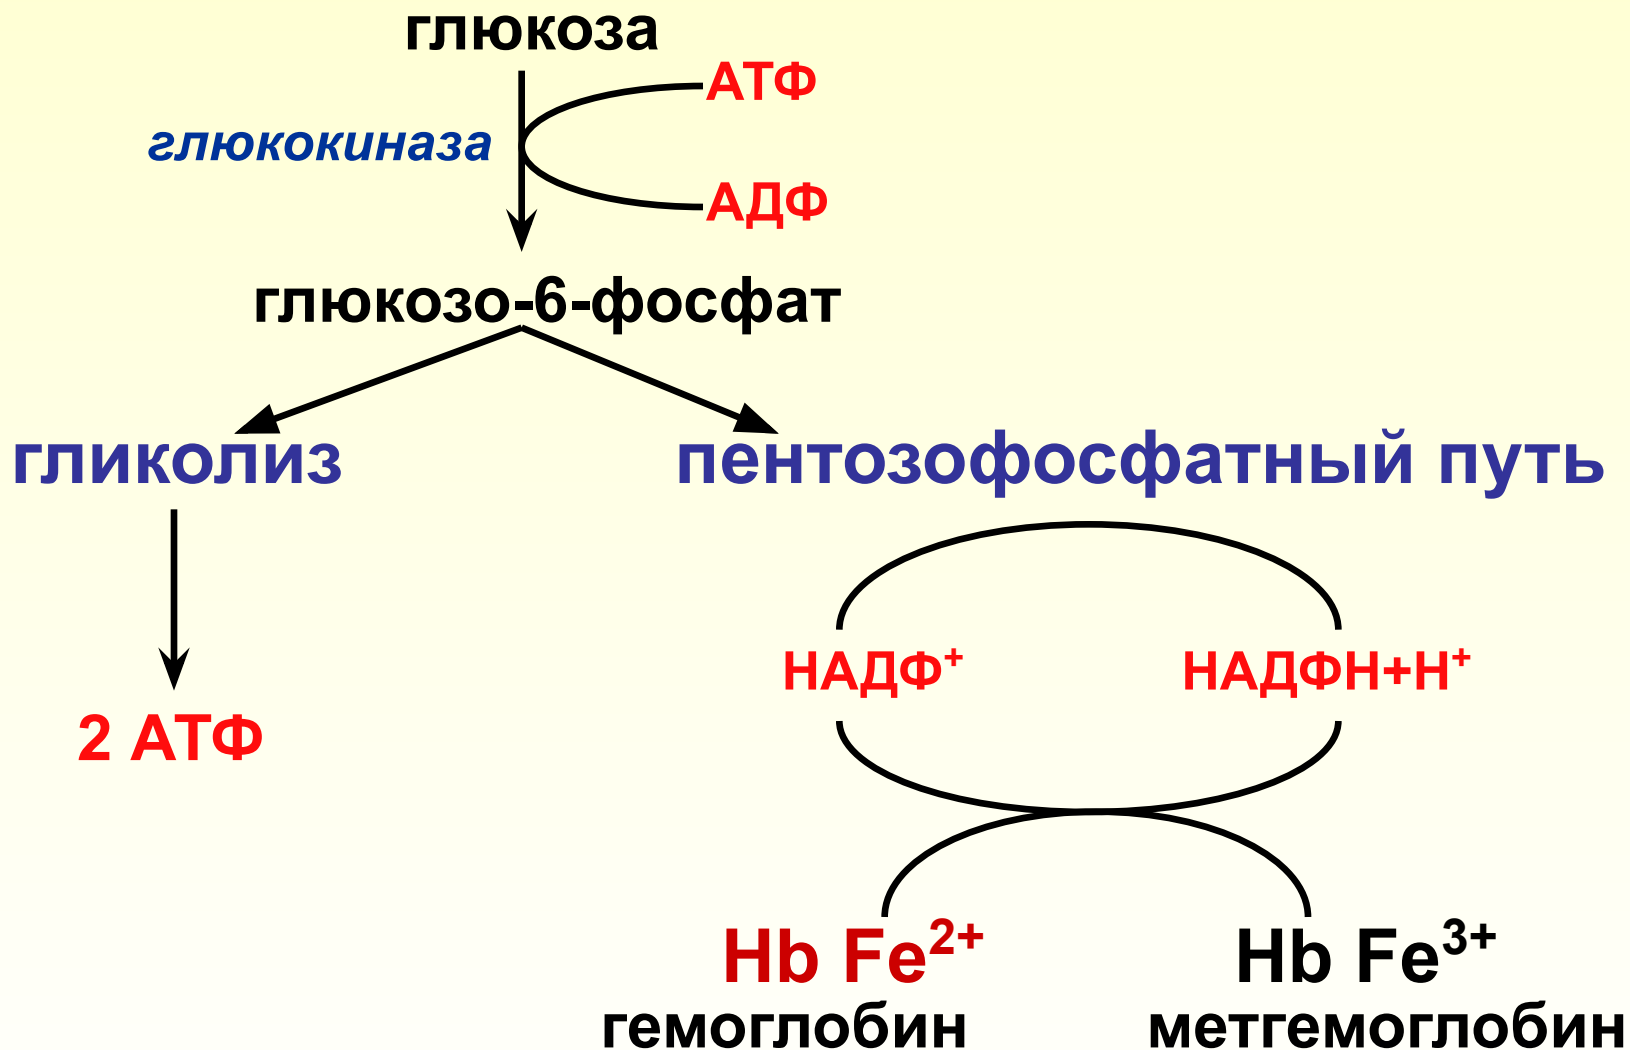 глюкоза
АТФ
глюкокиназа
АДФ
глюкозо-6-фосфат
гликолиз
пентозофосфатный путь
НАДФ⁺
НАДФН+Н⁺
2 АТФ
Hb Fe²⁺
Hb Fe³⁺
гемоглобин
метгемоглобин